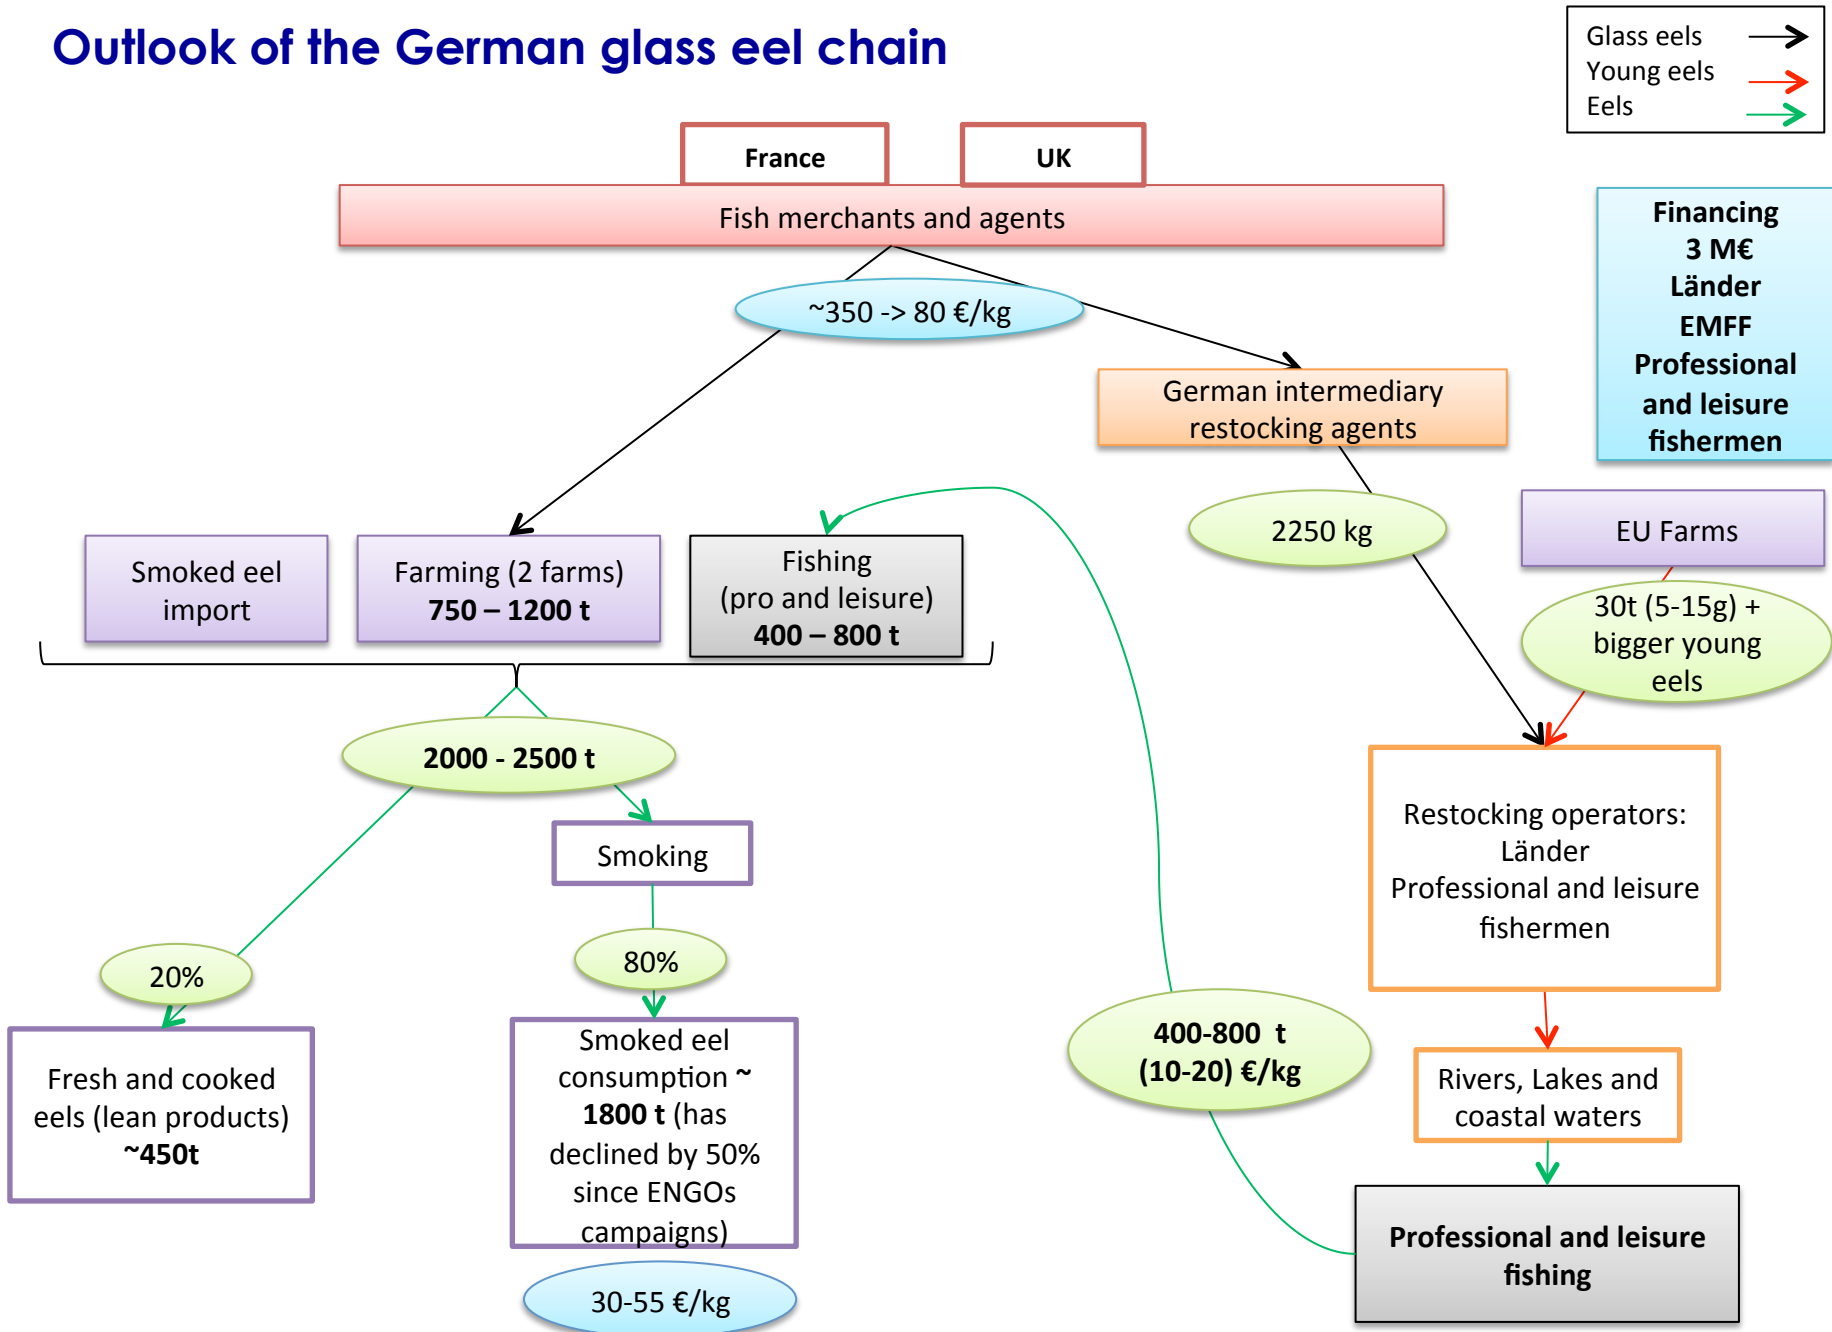 Outlook of the German glass eel chain
Glass eels
Young eels
Eels
France
UK
Fish merchants and agents
~350 -> 80 €/kg
Financing
3 M€
Länder
EMFF
Professional
and leisure
fishermen
German intermediary
restocking agents
2250 kg
EU Farms
30t (5-15g) +
bigger young
eels
Smoked eel
import
Farming (2 farms)
750 – 1200 t
Fishing
(pro and leisure)
400 – 800 t
2000 - 2500 t
Smoking
20%
80%
Fresh and cooked
eels (lean products)
~450t
Smoked eel
consumption ~
1800 t (has
declined by 50%
since ENGOs
campaigns)
30-55 €/kg
400-800 t
(10-20) €/kg
Restocking operators:
Länder
Professional and leisure
fishermen
Rivers, Lakes and
coastal waters
Professional and leisure
fishing